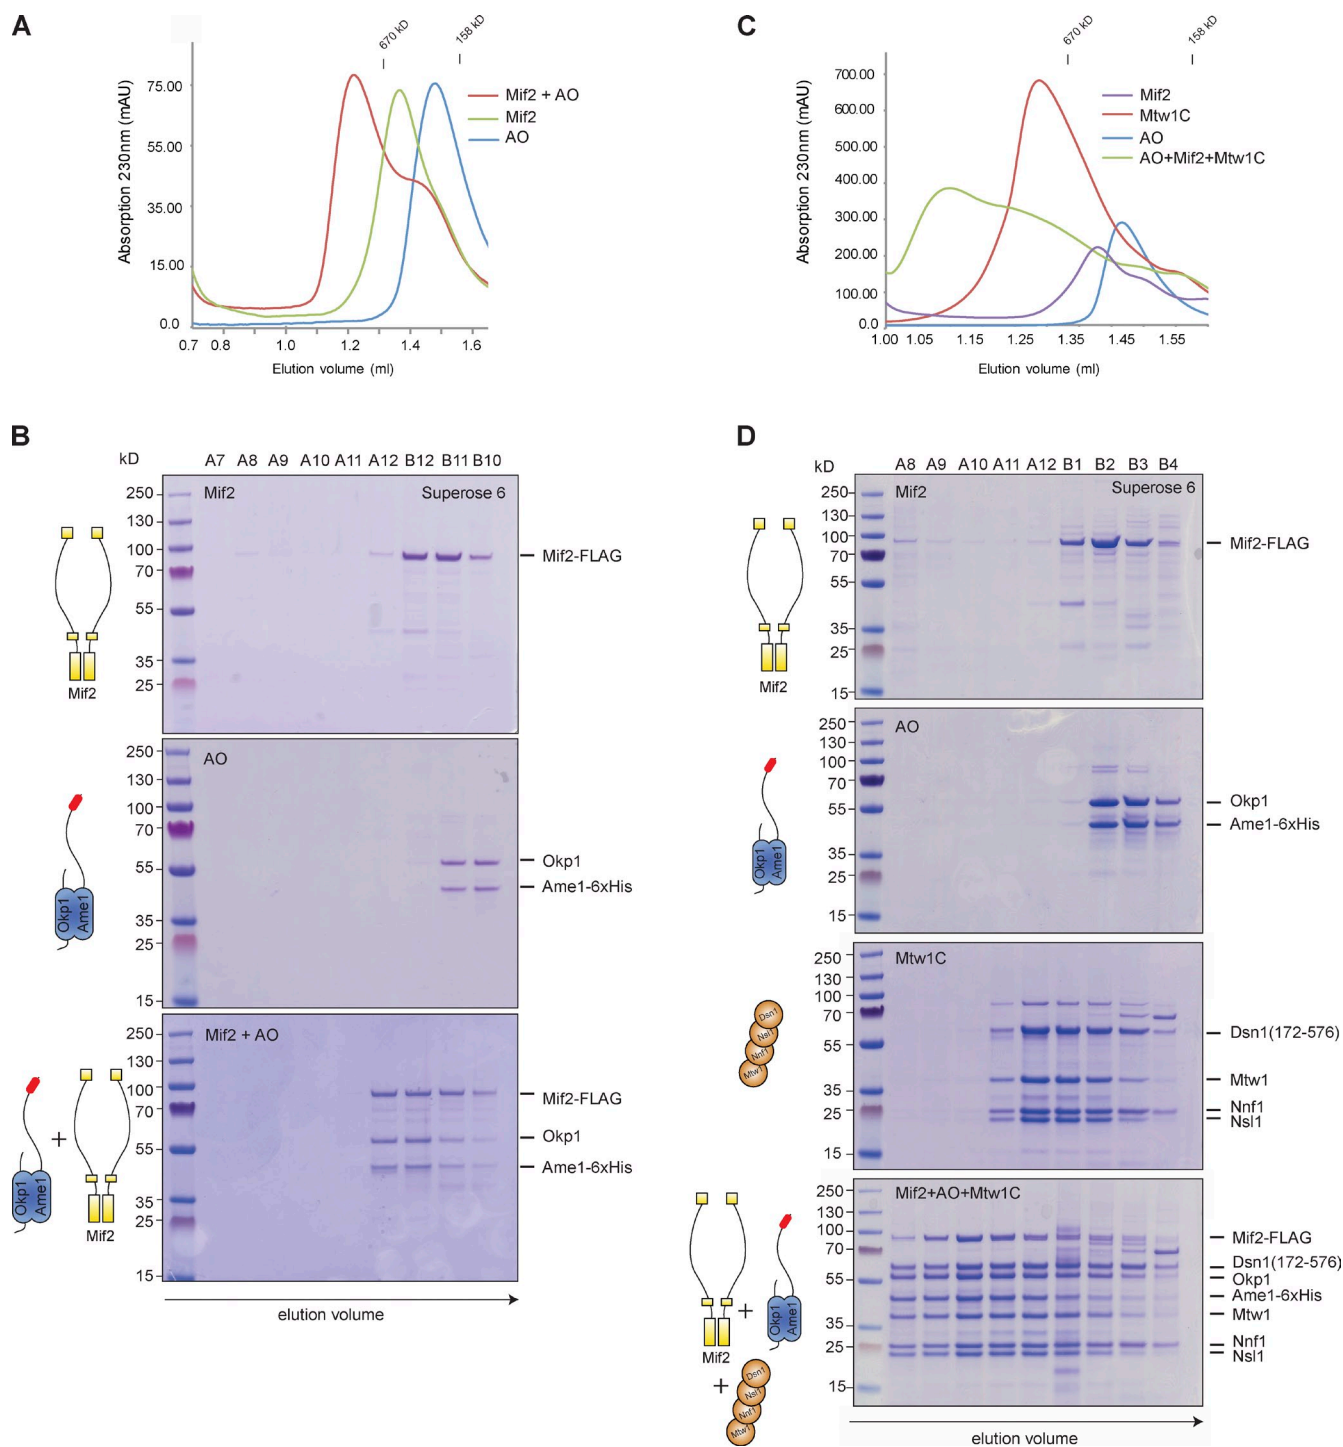 A
670 kD
158 kD
Absorption 230nm (mAU)
75.00
55.00
35.00
15.00
0.0
Mif2 + AO
Mif2
AO
0.7 0.8 1.0 1.2 1.4 1.6
Elution volume (ml)
C
670 kD
158 kD
Absorption 230nm (mAU)
700.00
600.00
500.00
400.00
300.00
200.00
100.00
0.0
Mif2
Mtw1C
AO
AO+Mif2+Mtw1C
1.00 1.05 1.15 1.25 1.35 1.45 1.55
Elution volume (ml)
B
kD A7 A8 A9 A10 A11 A12 B12 B11 B10
Mif2 Superose 6
250
130
100
70
55
35
25
Mif2-FLAG
Mif2
AO
250
130
100
70
55
35
25
15
Okp1
Ame1-6xHis
Okp1
Ame1
Mif2 + AO
250
130
100
70
55
35
25
15
Mif2-FLAG
Okp1
Ame1-6xHis
Okp1
Ame1
+
Mif2
elution volume
D
kD A8 A9 A10 A11 A12 B1 B2 B3 B4
Mif2 Superose 6
250
130
100
70
55
35
25
15
Mif2-FLAG
Mif2
AO
250
130
100
70
55
35
25
15
Okp1
Ame1-6xHis
Okp1
Ame1
Mtw1C
250
130
100
70
55
35
25
15
Dsn1(172-576)
Mtw1
Nnf1
Nsl1
Dsn1
Nsl1
Nnf1
Mtw1
Mif2+AO+Mtw1C
250
130
100
70
55
35
25
15
Mif2-FLAG
Dsn1(172-576)
Okp1
Ame1-6xHis
Mtw1
Nnf1
Nsl1
Mif2
+
Okp1
Ame1
+
Dsn1
Nsl1
Nnf1
Mtw1
elution volume